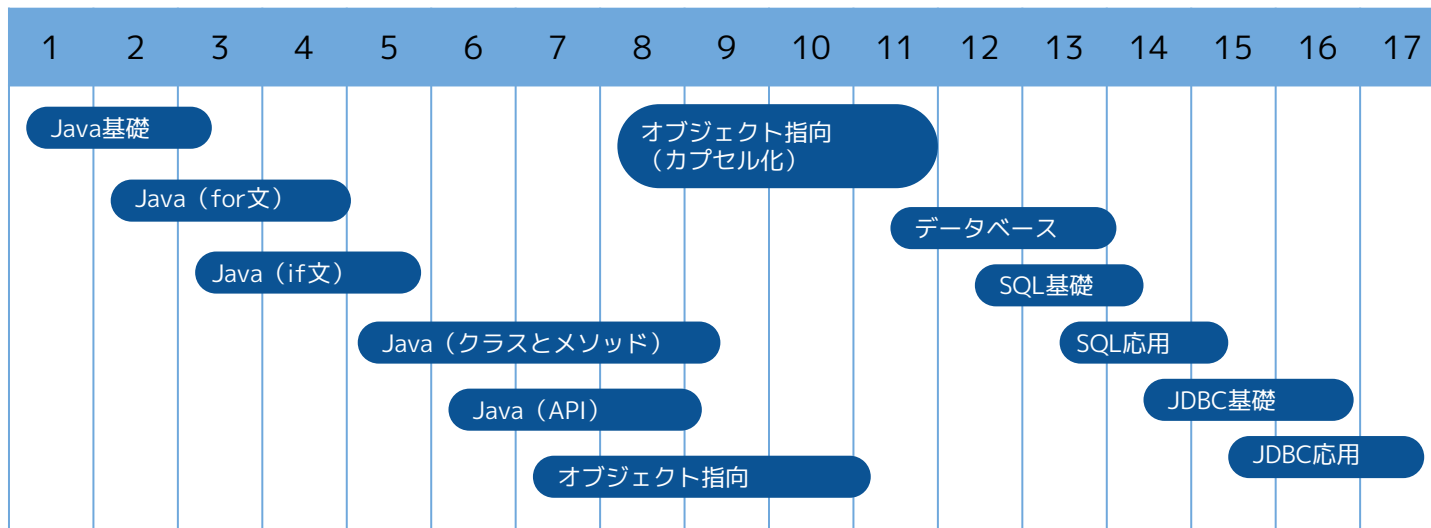 1 2 3 4 5 6 7 8 9 10 11 12 13 14 15 16 17
Java基礎
オブジェクト指向
（カプセル化）
Java（for文）
データベース
Java（if文）
SQL基礎
Java（クラスとメソッド）
SQL応用
Java（API）
JDBC基礎
オブジェクト指向
JDBC応用